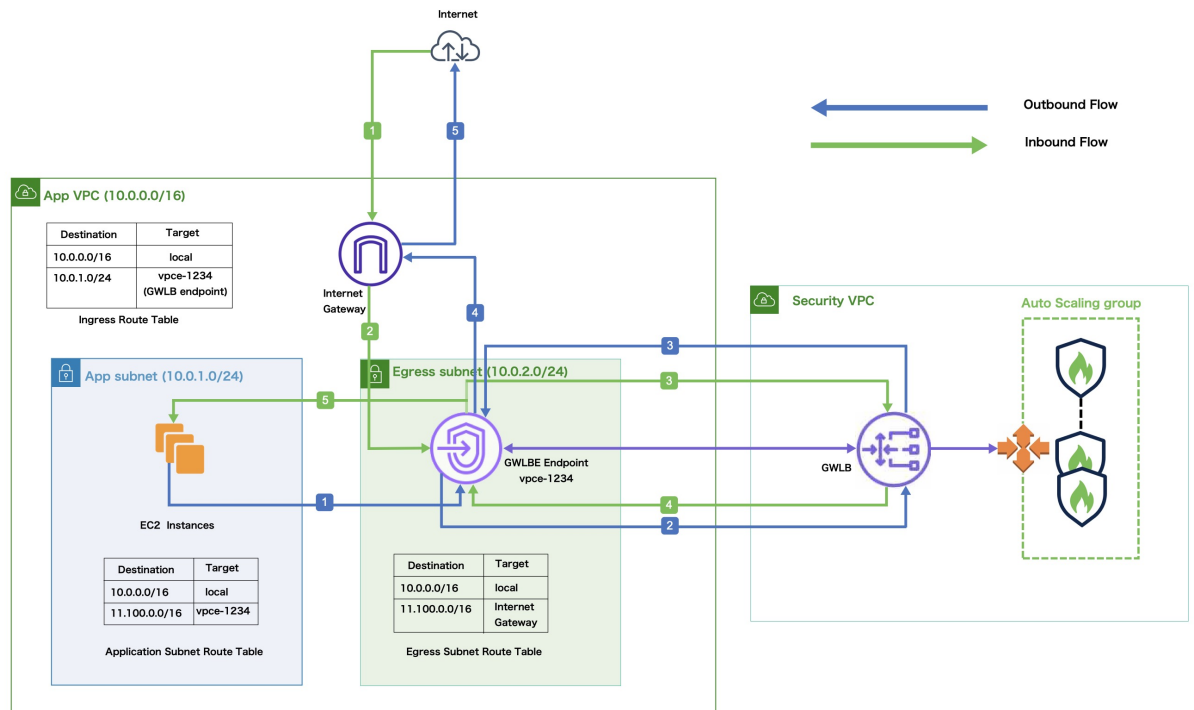 Internet
Outbound Flow
Inbound Flow
1
5
App VPC (10.0.0.0/16)
Destination Target
10.0.0.0/16 local
10.0.1.0/24 vpce-1234
(GWLB endpoint)
Ingress Route Table
Internet
Gateway
2
4
Security VPC
Auto Scaling group
3
App subnet (10.0.1.0/24)
Egress subnet (10.0.2.0/24)
3
5
GWLBE Endpoint
vpce-1234
GWLB
1
4
2
EC2 Instances
Destination Target
10.0.0.0/16 local
11.100.0.0/16 vpce-1234
Application Subnet Route Table
Destination Target
10.0.0.0/16 local
11.100.0.0/16 Internet
Gateway
Egress Subnet Route Table